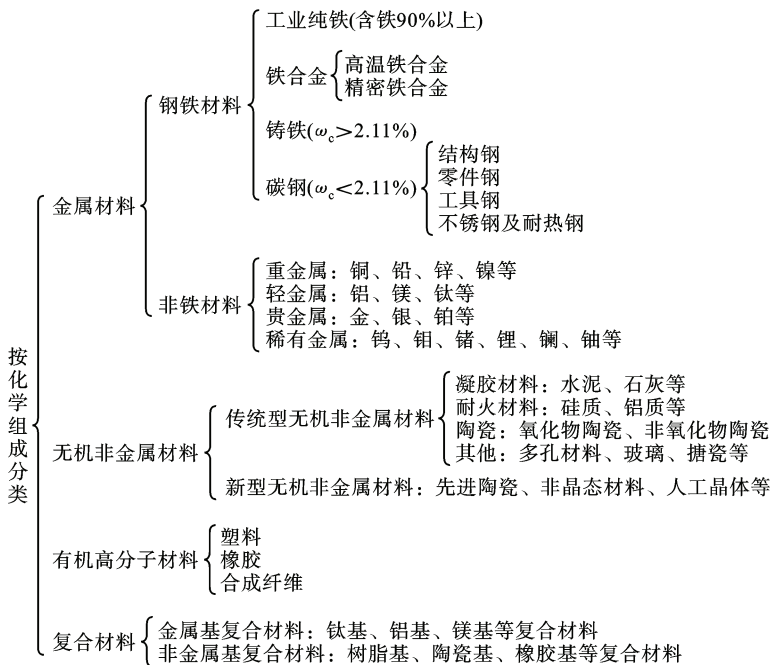 工业纯铁(含铁90%以上)
高温铁合金
铁合金
精密铁合金
钢铁材料
铸铁(ωc>2.11%)
结构钢
零件钢
碳钢(ωc<2.11%)
工具钢
不锈钢及耐热钢
金属材料
重金属：铜、铅、锌、镍等
轻金属：铝、镁、钛等
非铁材料
贵金属：金、银、铂等
稀有金属：钨、钼、锗、锂、镧、铀等
按化学组成分类
凝胶材料：水泥、石灰等
耐火材料：硅质、铝质等
传统型无机非金属材料
陶瓷：氧化物陶瓷、非氧化物陶瓷
其他：多孔材料、玻璃、搪瓷等
无机非金属材料
新型无机非金属材料：先进陶瓷、非晶态材料、人工晶体等
塑料
有机高分子材料
橡胶
合成纤维
金属基复合材料：钛基、铝基、镁基等复合材料
复合材料
非金属基复合材料：树脂基、陶瓷基、橡胶基等复合材料